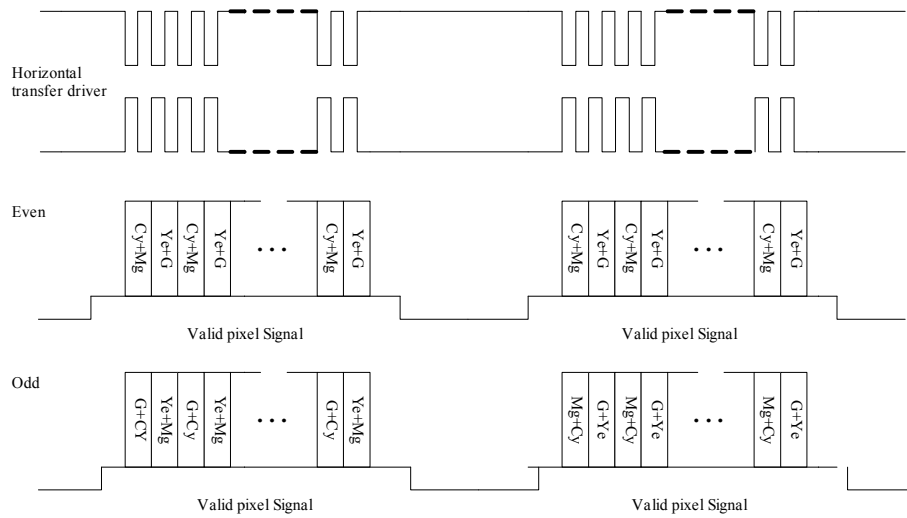 Horizontal
transfer driver
Even
Cy+Mg
Ye+G
Cy+Mg
Ye+G
...
Cy+Mg
Ye+G
Cy+Mg
Ye+G
Cy+Mg
Ye+G
...
Cy+Mg
Ye+G
Valid pixel Signal
Valid pixel Signal
Odd
G+CY
Ye+Mg
G+Cy
Ye+Mg
...
G+Cy
Ye+Mg
Mg+Cy
G+Ye
Mg+Cy
G+Ye
...
Mg+Cy
G+Ye
Valid pixel Signal
Valid pixel Signal